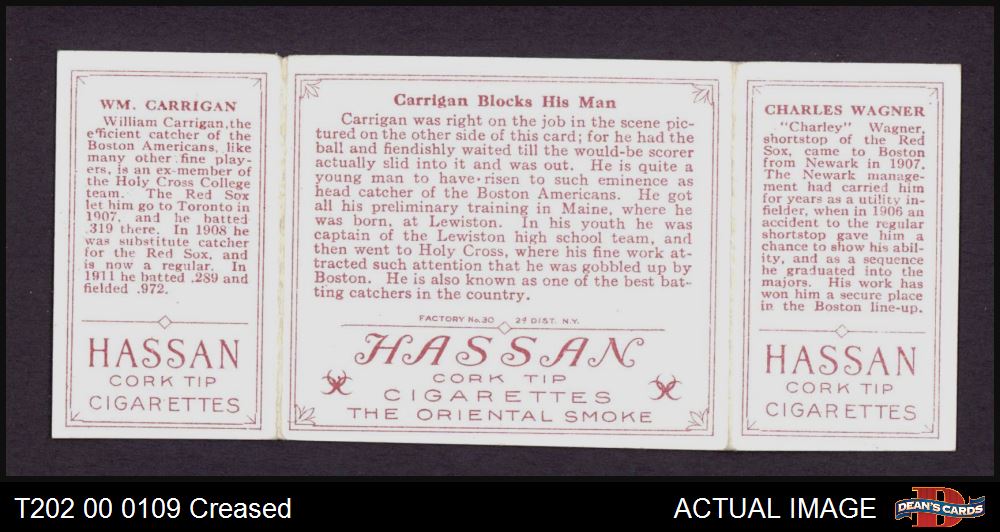 WM. CARRIGAN
William Carrigan, the
efficient catcher of the
Boston Americans, like
many other fine play-
ers, is an ex-member of
the Holy Cross College
team. The Red Sox
let him go to Toronto in
1907, and he batted
.319 there. In 1908 he
was substitute catcher
for the Red Sox, and
is now a regular. In
1911 he batted .289 and
fielded .972.
HASSAN
CORK TIP
CIGARETTES
Carrigan Blocks His Man
Carrigan was right on the job in the scene pic-
tured on the other side of this card; for he had the
ball and fiendishly waited till the would-be scorer
actually slid into it and was out. He is quite a
young man to have risen to such eminence as
head catcher of the Boston Americans. He got
all his preliminary training in Maine, where he
was born, at Lewiston. In his youth he was
captain of the Lewiston high school team, and
then went to Holy Cross, where his fine work at-
tracted such attention that he was gobbled up by
Boston. He is also known as one of the best bat-
ting catchers in the country.
FACTORY No. 30 2d DIST. N.Y.
HASSAN
CORK TIP
CIGARETTES
THE ORIENTAL SMOKE
CHARLES WAGNER
"Charley" Wagner,
shortstop of the Red
Sox, came to Boston
from Newark in 1907.
The Newark manage-
ment had carried him
for years as a utility in-
fielder, when in 1906 an
accident to the regular
shortstop gave him a
chance to show his abil-
ity, and as a sequence
he graduated into the
majors. His work has
won him a secure place
in the Boston line-up.
HASSAN
CORK TIP
CIGARETTES
T202 00 0109 Creased
ACTUAL IMAGE
DEAN'S CARDS